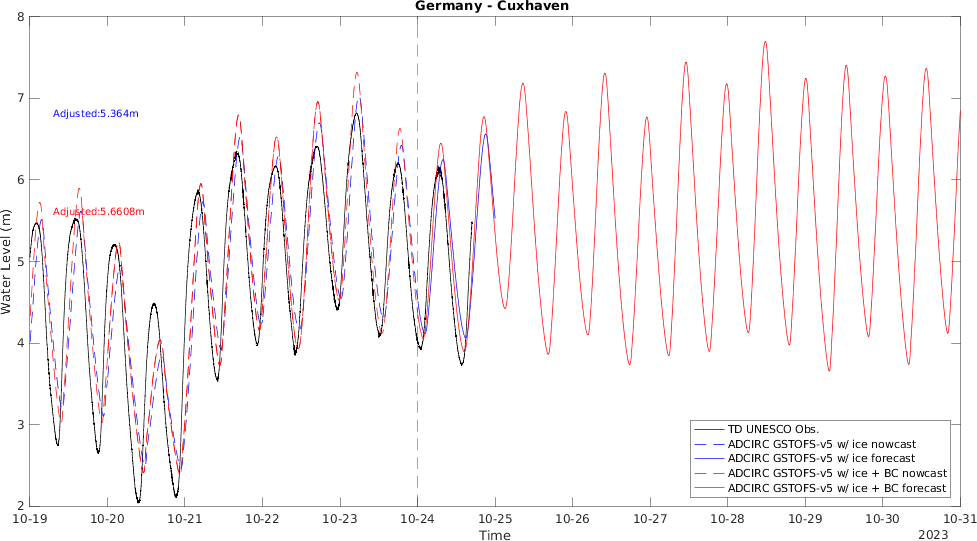 Germany - Cuxhaven
8
7
6
5
4
3
2
Water Level (m)
Adjusted:5.364m
Adjusted:5.6608m
TD UNESCO Obs.
ADCIRC GSTOFS-v5 w/ ice nowcast
ADCIRC GSTOFS-v5 w/ ice forecast
ADCIRC GSTOFS-v5 w/ ice + BC nowcast
ADCIRC GSTOFS-v5 w/ ice + BC forecast
10-19 10-20 10-21 10-22 10-23 10-24 10-25 10-26 10-27 10-28 10-29 10-30 10-31
Time
2023